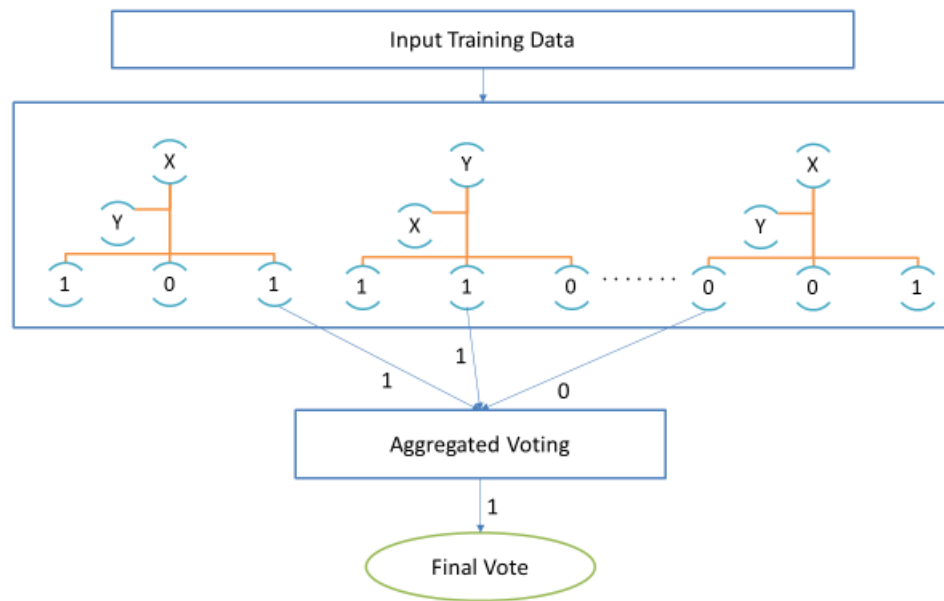 Input Training Data
X Y X
Y X Y
1 0 1 1 1 0 ........ 0 0 1
1 1 0
Aggregated Voting
1
Final Vote